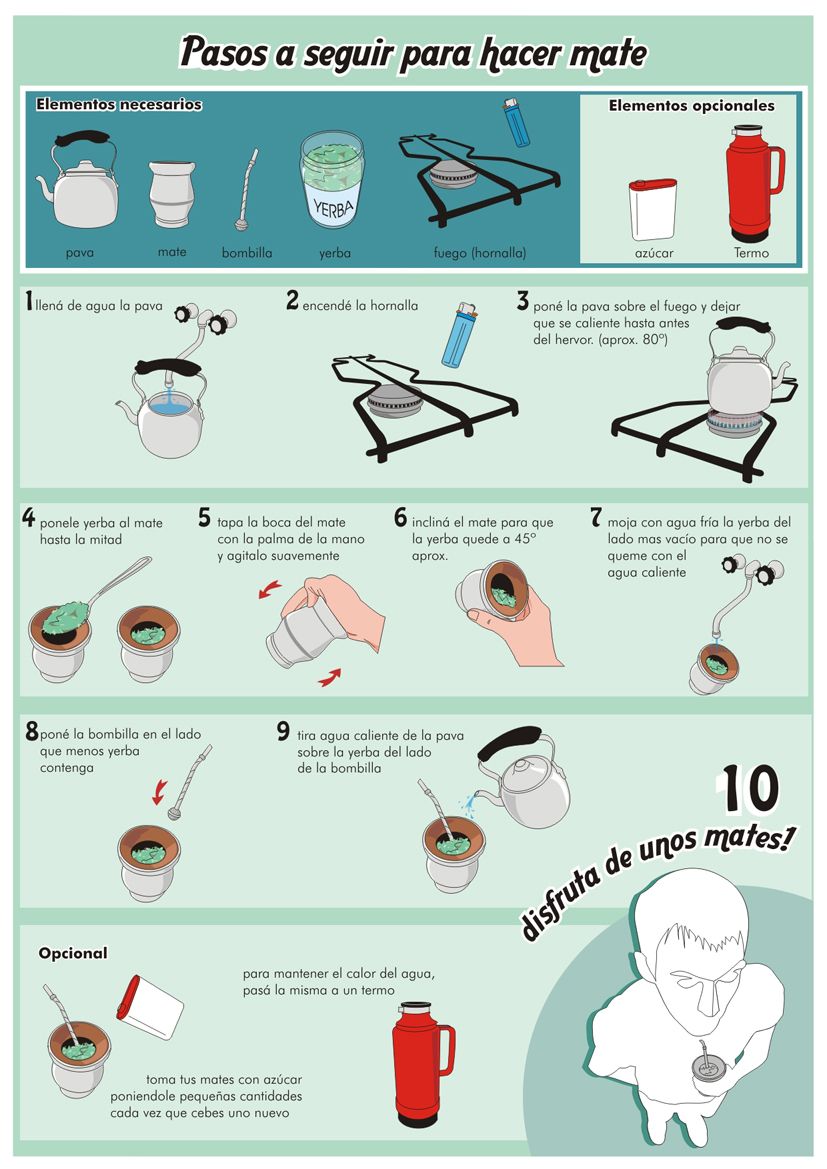 Pasos a seguir para hacer mate
Elementos necesarios
Elementos opcionales
YERBA
pava
mate
bombilla
yerba
fuego (hornalla)
azúcar
Termo
1 llená de agua la pava
2 encendé la hornalla
3 poné la pava sobre el fuego y dejar
que se caliente hasta antes
del hervor. (aprox. 80º)
4 ponele yerba al mate
hasta la mitad
5 tapa la boca del mate
con la palma de la mano
y agitalo suavemente
6 incliná el mate para que
la yerba quede a 45º
aprox.
7 moja con agua fría la yerba del
lado mas vacío para que no se
queme con el
agua caliente
8 poné la bombilla en el lado
que menos yerba
contenga
9 tira agua caliente de la pava
sobre la yerba del lado
de la bombilla
10
disfruta de unos mates!
Opcional
para mantener el calor del agua,
pasá la misma a un termo
toma tus mates con azúcar
poniendole pequeñas cantidades
cada vez que cebes uno nuevo